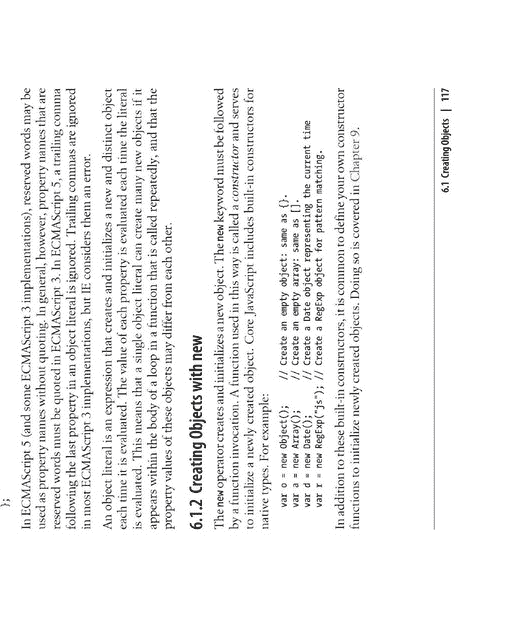 };
In ECMAScript 5 (and some ECMAScript 3 implementations), reserved words may be
used as property names without quoting. In general, however, property names that are
reserved words must be quoted in ECMAScript 3. In ECMAScript 5, a trailing comma
following the last property in an object literal is ignored. Trailing commas are ignored
in most ECMAScript 3 implementations, but IE considers them an error.
An object literal is an expression that creates and initializes a new and distinct object
each time it is evaluated. The value of each property is evaluated each time the literal
is evaluated. This means that a single object literal can create many new objects if it
appears within the body of a loop in a function that is called repeatedly, and that the
property values of these objects may differ from each other.
6.1.2 Creating Objects with new
The new operator creates and initializes a new object. The new keyword must be followed
by a function invocation. A function used in this way is called a constructor and serves
to initialize a newly created object. Core JavaScript includes built-in constructors for
native types. For example:
var o = new Object(); // Create an empty object: same as {}.
var a = new Array(); // Create an empty array: same as [].
var d = new Date(); // Create a Date object representing the current time
var r = new RegExp("js"); // Create a RegExp object for pattern matching.
In addition to these built-in constructors, it is common to define your own constructor
functions to initialize newly created objects. Doing so is covered in Chapter 9.
6.1 Creating Objects | 117